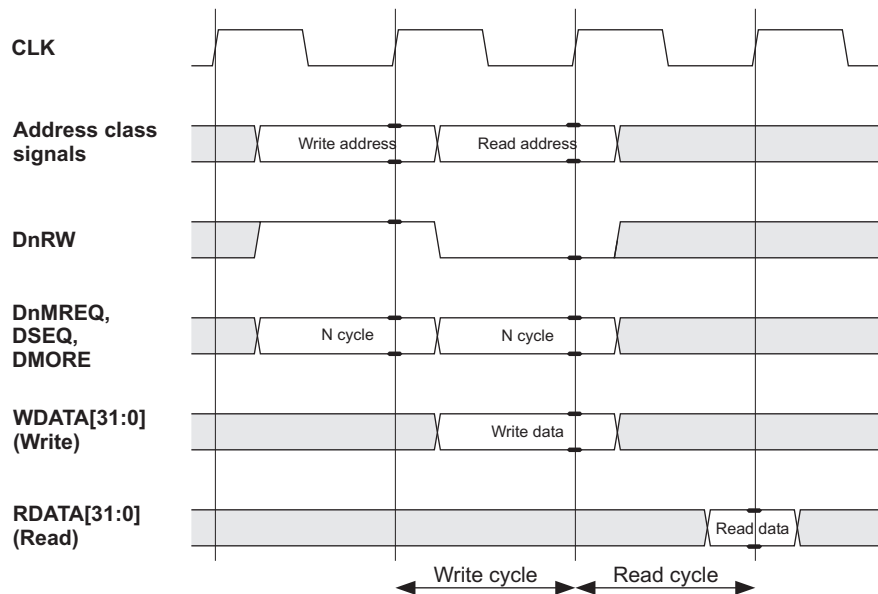 CLK
Address class
signals
Write address
Read address
DnRW
DnMREQ,
DSEQ,
DMORE
N cycle
N cycle
WDATA[31:0]
(Write)
Write data
RDATA[31:0]
(Read)
Read data
Write cycle
Read cycle